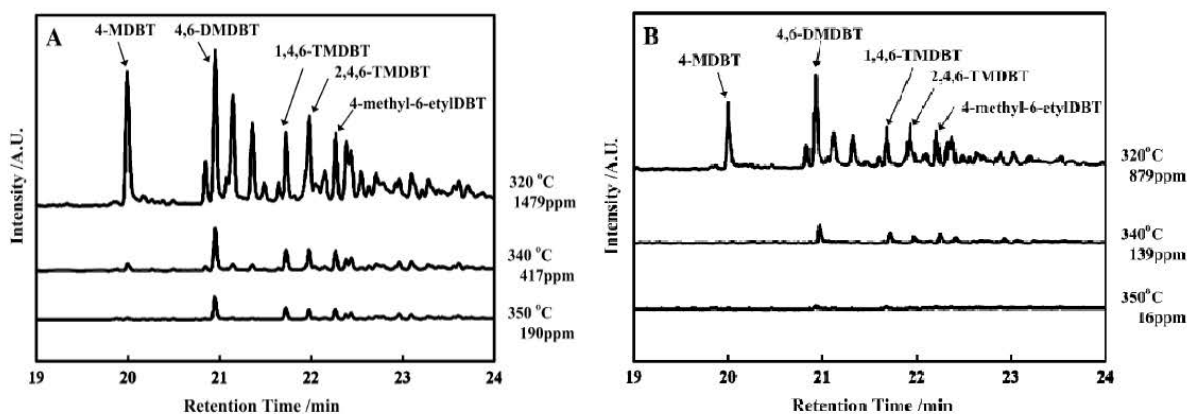 A
4-MDBT
4,6-DMDBT
1,4,6-TMDBT
2,4,6-TMDBT
4-methyl-6-etylDBT
Intensity /A.U.
320 °C
1479ppm
340 °C
417ppm
350 °C
190ppm
19 20 21 22 23 24
Retention Time /min
B
4-MDBT
4,6-DMDBT
1,4,6-TMDBT
2,4,6-TMDBT
4-methyl-6-etylDBT
Intensity /A.U.
320°C
879ppm
340°C
139ppm
350°C
16ppm
19 20 21 22 23 24
Retention Time /min